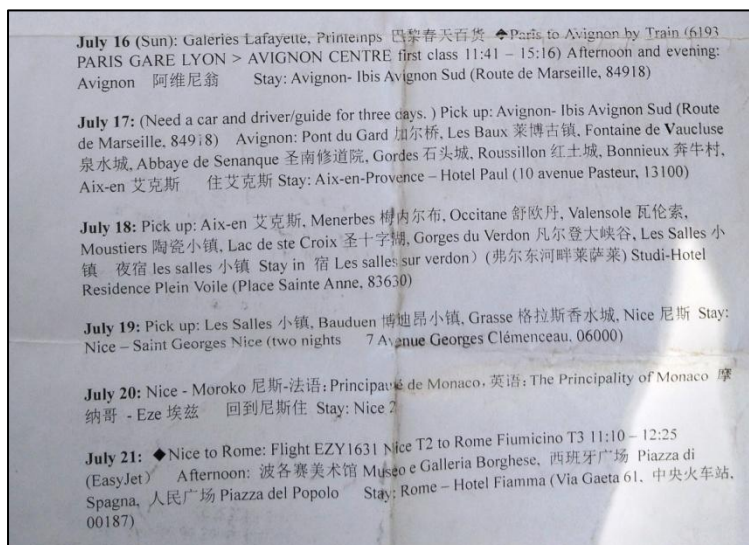 July 16 (Sun): Galeries Lafayette, Printemps 巴黎春天百货 ◆Paris to Avignon by Train (6193
PARIS GARE LYON > AVIGNON CENTRE first class 11:41 – 15:16) Afternoon and evening:
Avignon 阿维尼翁 Stay: Avignon- Ibis Avignon Sud (Route de Marseille, 84918)
July 17: (Need a car and driver/guide for three days. ) Pick up: Avignon- Ibis Avignon Sud (Route
de Marseille, 84918) Avignon: Pont du Gard 加尔桥, Les Baux 莱博古镇, Fontaine de Vaucluse
泉水城, Abbaye de Senanque 圣南修道院, Gordes 石头城, Roussillon 红土城, Bonnieux 奔牛村,
Aix-en 艾克斯 住艾克斯 Stay: Aix-en-Provence – Hotel Paul (10 avenue Pasteur, 13100)
July 18: Pick up: Aix-en 艾克斯, Menerbes 梅内尔布, Occitane 舒欧丹, Valensole 瓦伦索,
Moustiers 陶瓷小镇, Lac de ste Croix 圣十字湖, Gorges du Verdon 凡尔登大峡谷, Les Salles 小
镇 夜宿 les salles 小镇 Stay in 宿 Les salles sur verdon）(弗尔东河畔莱萨莱) Studi-Hotel
Residence Plein Voile (Place Sainte Anne, 83630)
July 19: Pick up: Les Salles 小镇, Bauduen 博迪昂小镇, Grasse 格拉斯香水城, Nice 尼斯 Stay:
Nice – Saint Georges Nice (two nights 7 Avenue Georges Clémenceau, 06000)
July 20: Nice - Moroko 尼斯-法语: Principauté de Monaco, 英语: The Principality of Monaco 摩
纳哥 - Eze 埃兹 回到尼斯住 Stay: Nice 2
July 21: ◆Nice to Rome: Flight EZY1631 Nice T2 to Rome Fiumicino T3 11:10 – 12:25
(EasyJet） Afternoon: 波各赛美术馆 Museo e Galleria Borghese, 西班牙广场 Piazza di
Spagna, 人民广场 Piazza del Popolo Stay: Rome – Hotel Fiamma (Via Gaeta 61, 中央火车站,
00187)